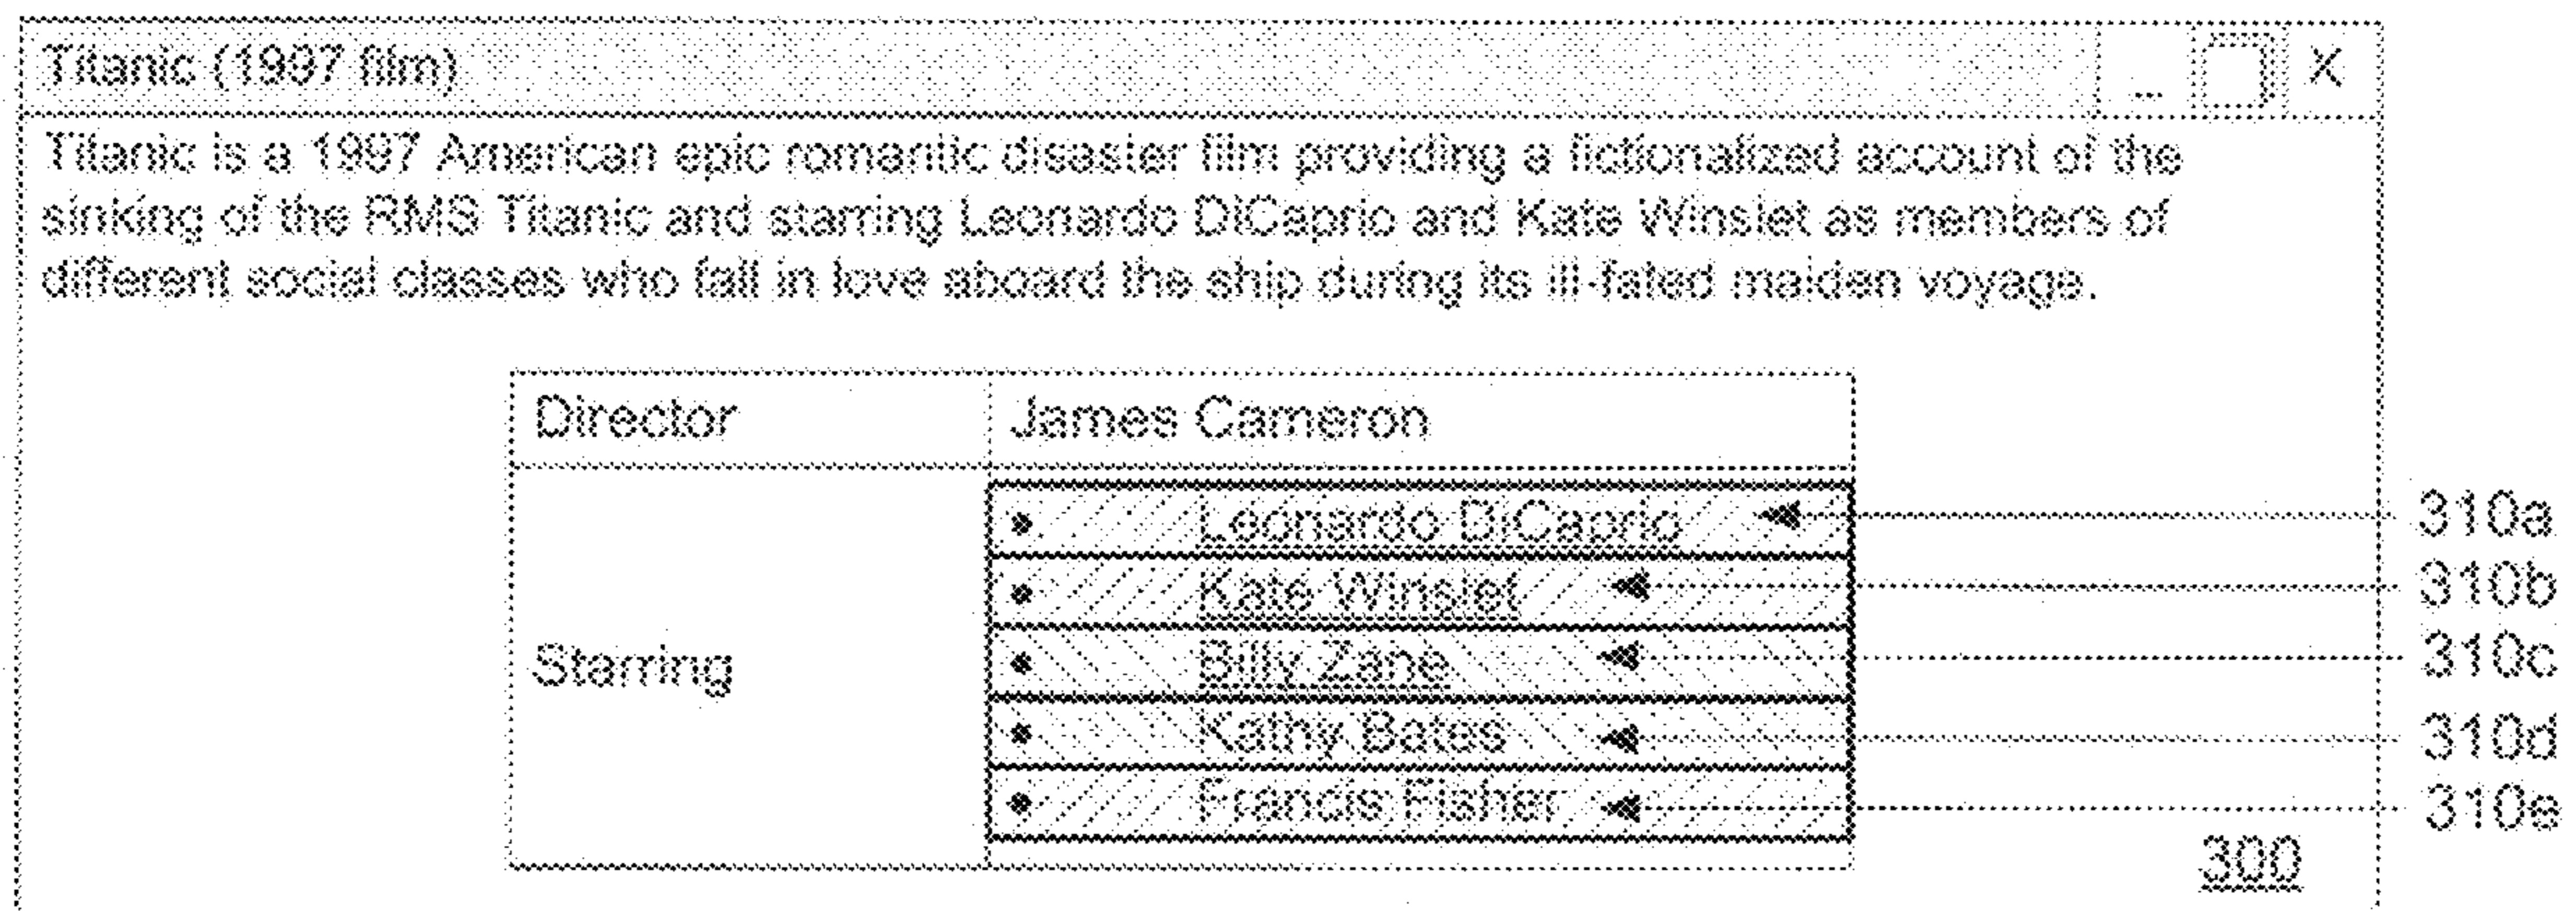 Titanic (1997 film) _ X
Titanic is a 1997 American epic romantic disaster film providing a fictionalized account of the
sinking of the RMS Titanic and starring Leonardo DiCaprio and Kate Winslet as members of
different social classes who fall in love aboard the ship during its ill-fated maiden voyage.
Director James Cameron
• Leonardo DiCaprio 310a
• Kate Winslet 310b
Starring • Billy Zane 310c
• Kathy Bates 310d
• Francis Fisher 310e
300